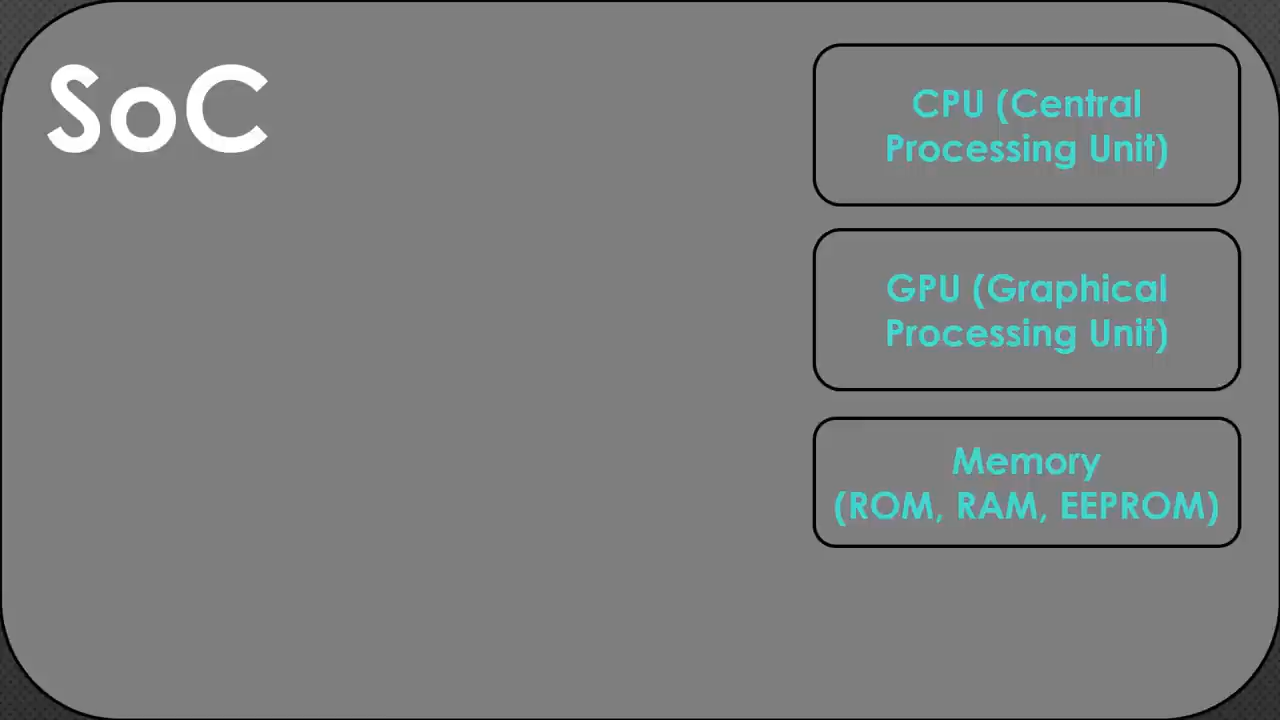 SoC
CPU (Central
Processing Unit)
GPU (Graphical
Processing Unit)
Memory
(ROM, RAM, EEPROM)